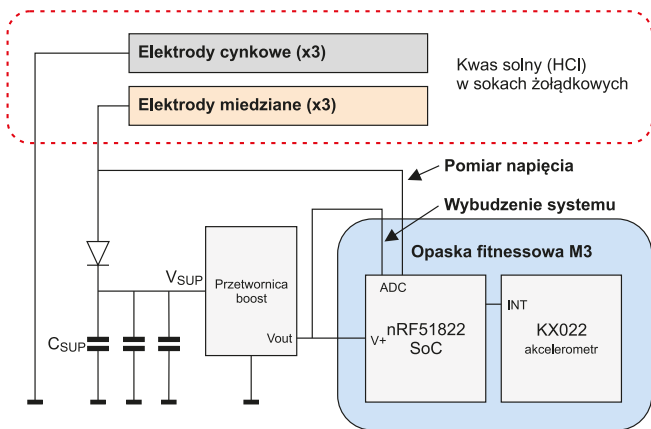 Elektrody cynkowe (x3)
Kwas solny (HCl)
w sokach żołądkowych
Elektrody miedziane (x3)
Pomiar napięcia
Wybudzenie systemu
Opaska fitnessowa M3
VSUP
Przetwornica
boost
ADC
nRF51822
SoC
INT
KX022
akcelerometr
CSUP
Vout
V+